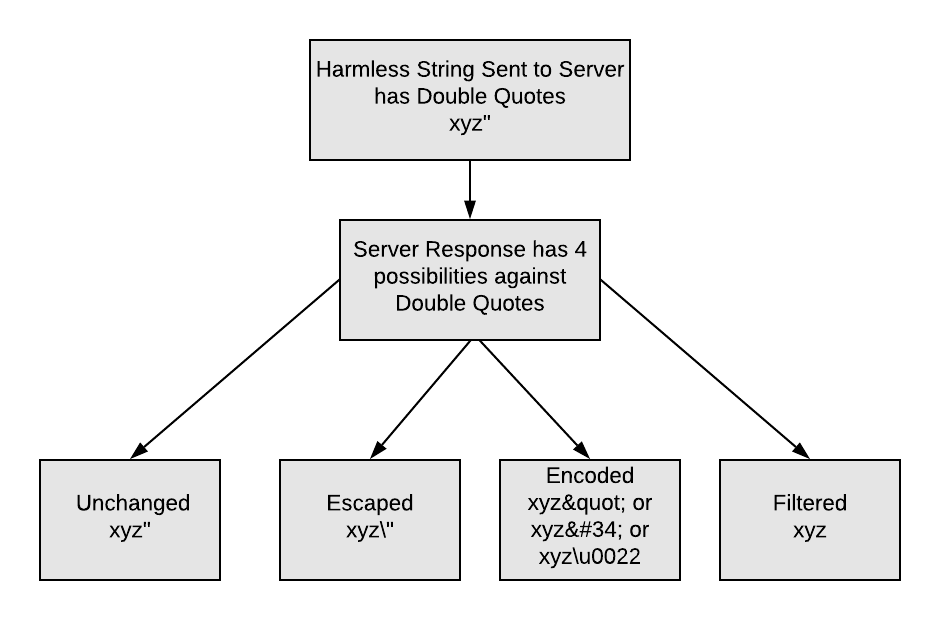 Harmless String Sent to Server
has Double Quotes
xyz"
Server Response has 4
possibilities against
Double Quotes
Unchanged
xyz"
Escaped
xyz\"
Encoded
xyz&quot; or
xyz&#34; or
xyz\u0022
Filtered
xyz